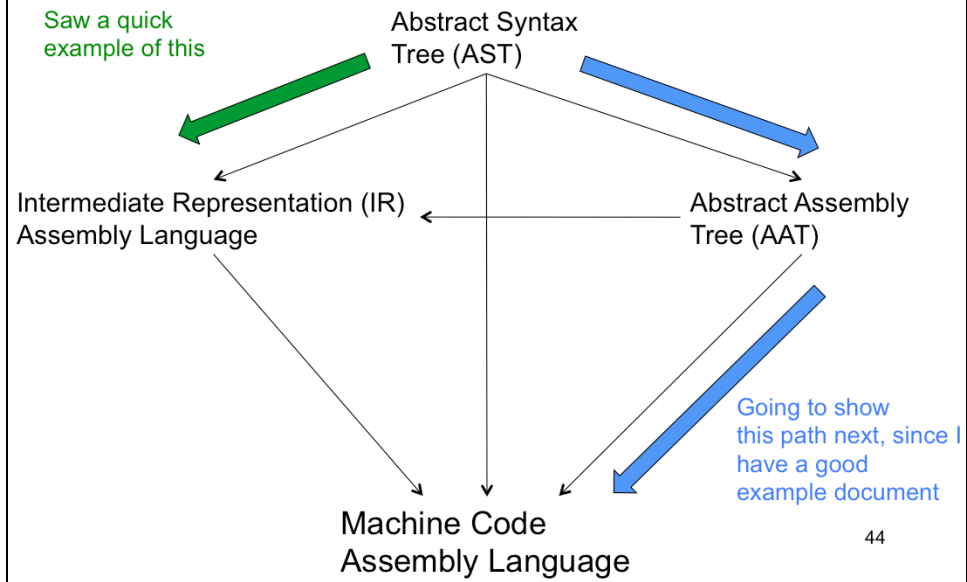 Saw a quick
example of this
Abstract Syntax
Tree (AST)
Intermediate Representation (IR)
Assembly Language
Abstract Assembly
Tree (AAT)
Going to show
this path next, since I
have a good
example document
Machine Code
Assembly Language
44